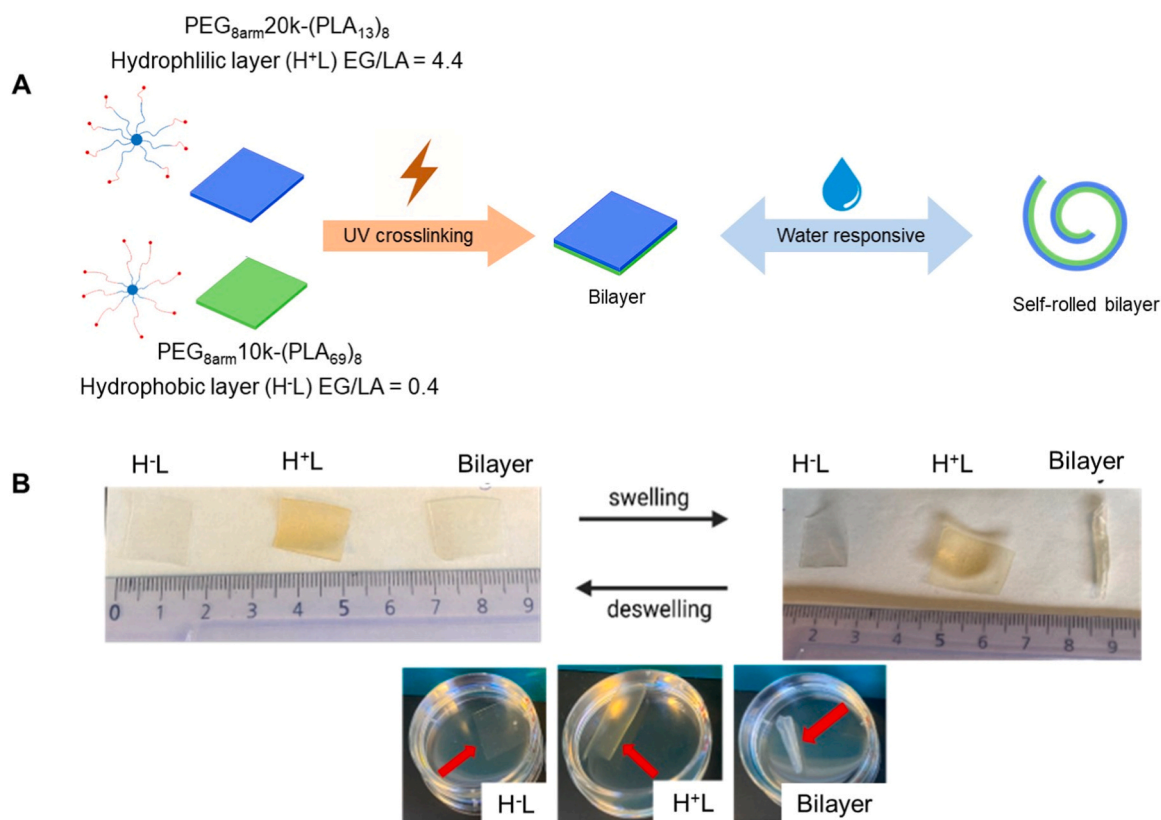 PEG8arm20k-(PLA13)8
Hydrophlilic layer (H+L) EG/LA = 4.4
A
UV crosslinking
Water responsive
Bilayer
Self-rolled bilayer
PEG8arm10k-(PLA69)8
Hydrophobic layer (H-L) EG/LA = 0.4
B
H-L H+L Bilayer
0 1 2 3 4 5 6 7 8 9
swelling
deswelling
H-L H+L Bilayer
2 3 4 5 6 7 8 9
H-L H+L Bilayer